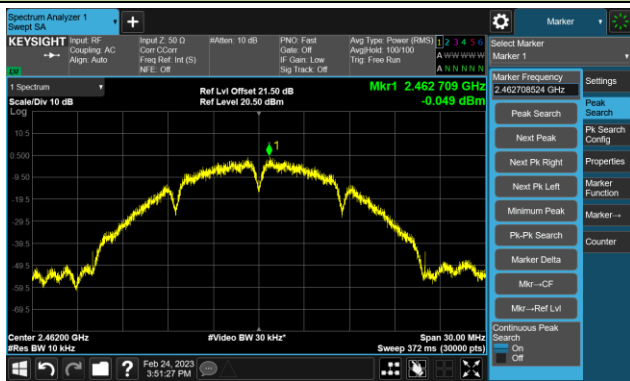 Spectrum Analyzer 1
Swept SA
KEYSIGHT
Input: RF
Coupling: AC
Align: Auto
Input Z: 50 Ω
Corr CCorr
Freq Ref: Int (S)
NFE: Off
#Atten: 10 dB
PNO: Fast
Gate: Off
IF Gain: Low
Sig Track: Off
Avg Type: Power (RMS)
Avg|Hold: 100/100
Trig: Free Run
1 2 3 4 5 6
A W W W W W
A N N N N N
LU
1 Spectrum
Scale/Div 10 dB
Log
Ref Lvl Offset 21.50 dB
Ref Level 20.50 dBm
Mkr1 2.462 709 GHz
-0.049 dBm
10.5
0.500
-9.50
-19.5
-29.5
-39.5
-49.5
-59.5
-69.5
1
Center 2.46200 GHz
#Res BW 10 kHz
#Video BW 30 kHz*
Span 30.00 MHz
Sweep 372 ms (30000 pts)
Feb 24, 2023
3:51:27 PM
Marker
Select Marker
Marker 1
Marker Frequency
2.462708524 GHz
Peak Search
Next Peak
Next Pk Right
Next Pk Left
Minimum Peak
Pk-Pk Search
Marker Delta
Mkr→CF
Mkr→Ref Lvl
Continuous Peak
Search
On
Off
Settings
Peak
Search
Pk Search
Config
Properties
Marker
Function
Marker→
Counter